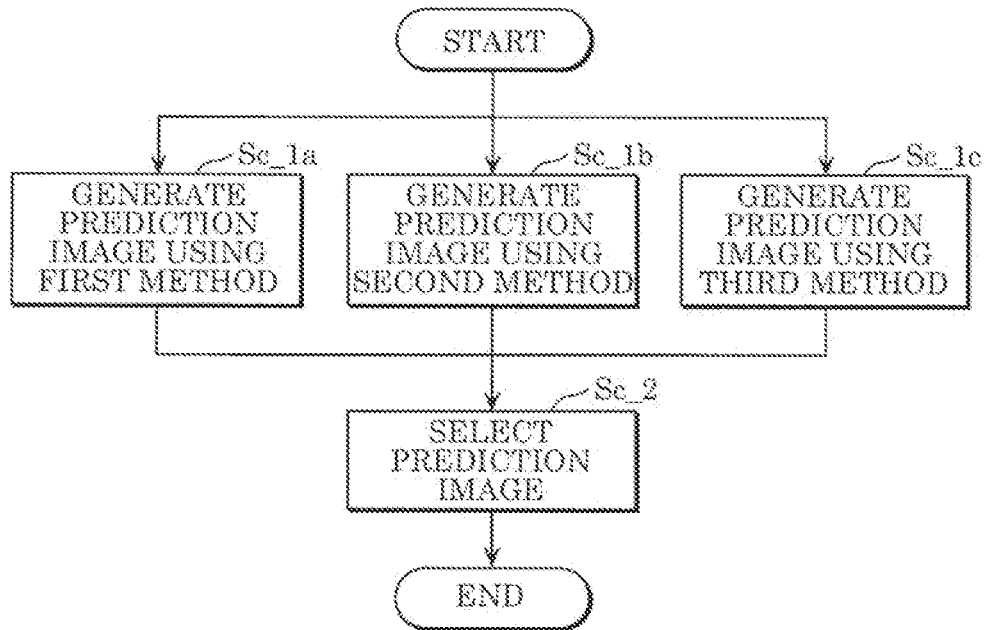 START
Sc_1a
GENERATE
PREDICTION
IMAGE USING
FIRST METHOD
Sc_1b
GENERATE
PREDICTION
IMAGE USING
SECOND METHOD
Sc_1c
GENERATE
PREDICTION
IMAGE USING
THIRD METHOD
Sc_2
SELECT
PREDICTION
IMAGE
END